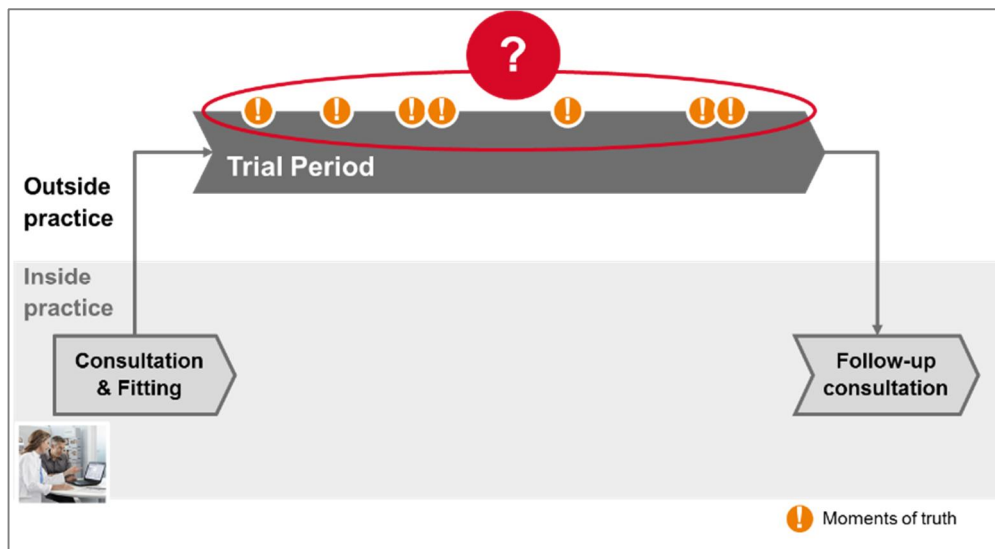 ?
! ! ! ! ! ! !
Trial Period
Outside
practice
Inside
practice
Consultation
& Fitting
Follow-up
consultation
! Moments of truth